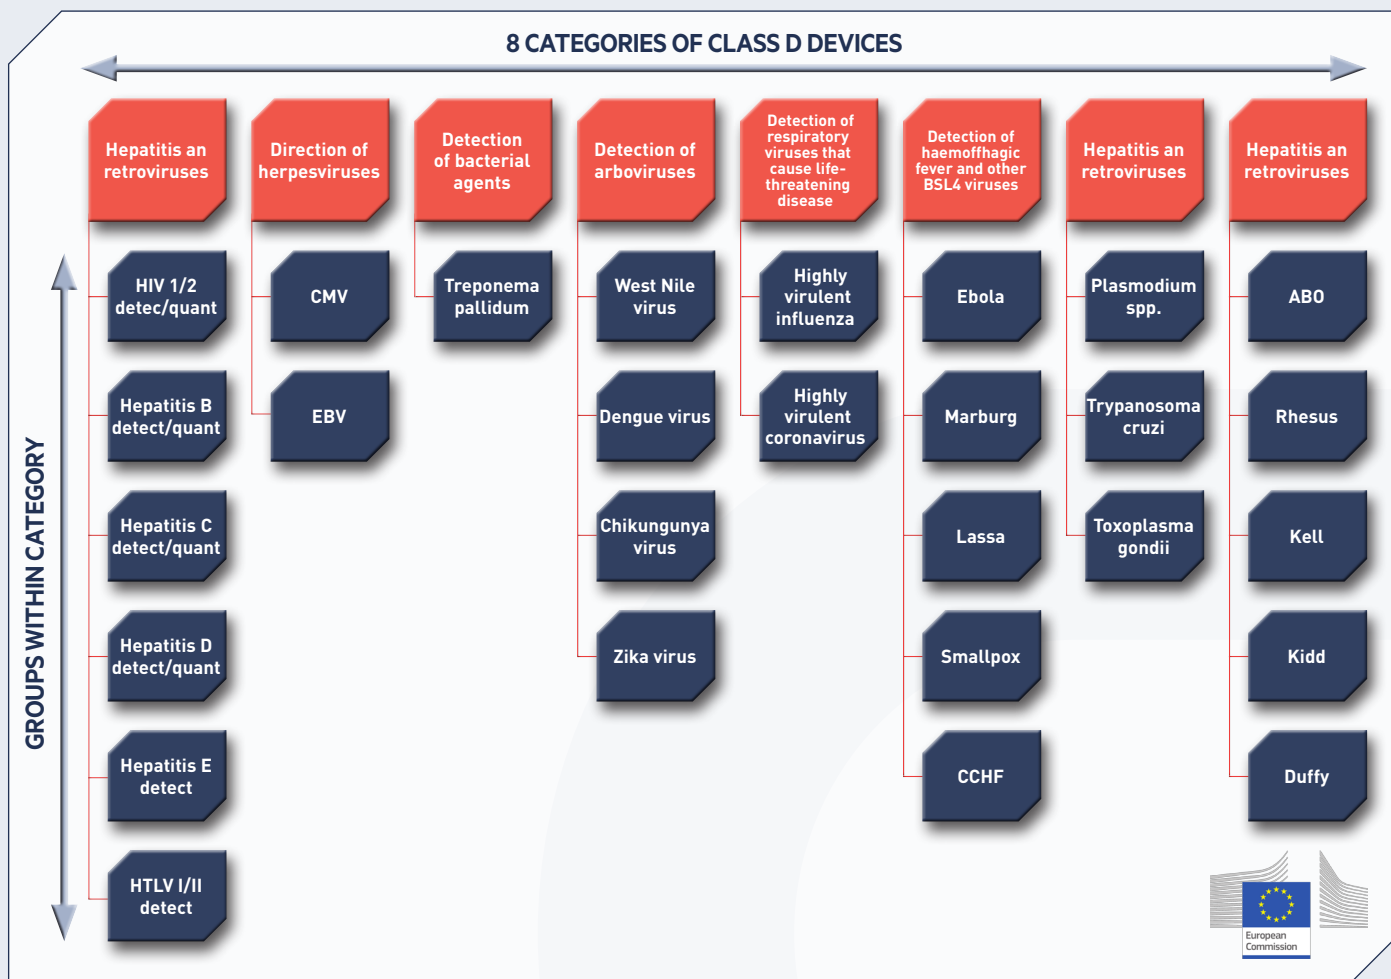 8 CATEGORIES OF CLASS D DEVICES
GROUPS WITHIN CATEGORY
Hepatitis an
retroviruses
HIV 1/2
detec/quant
Hepatitis B
detect/quant
Hepatitis C
detect/quant
Hepatitis D
detect/quant
Hepatitis E
detect
HTLV I/II
detect
Direction of
herpesviruses
CMV
EBV
Detection
of bacterial
agents
Treponema
pallidum
Detection of
arboviruses
West Nile
virus
Dengue virus
Chikungunya
virus
Zika virus
Detection of
respiratory
viruses that
cause life-
threatening
disease
Highly
virulent
influenza
Highly
virulent
coronavirus
Detection of
haemoffhagic
fever and other
BSL4 viruses
Ebola
Marburg
Lassa
Smallpox
CCHF
Hepatitis an
retroviruses
Plasmodium
spp.
Trypanosoma
cruzi
Toxoplasma
gondii
Hepatitis an
retroviruses
ABO
Rhesus
Kell
Kidd
Duffy
European
Commission